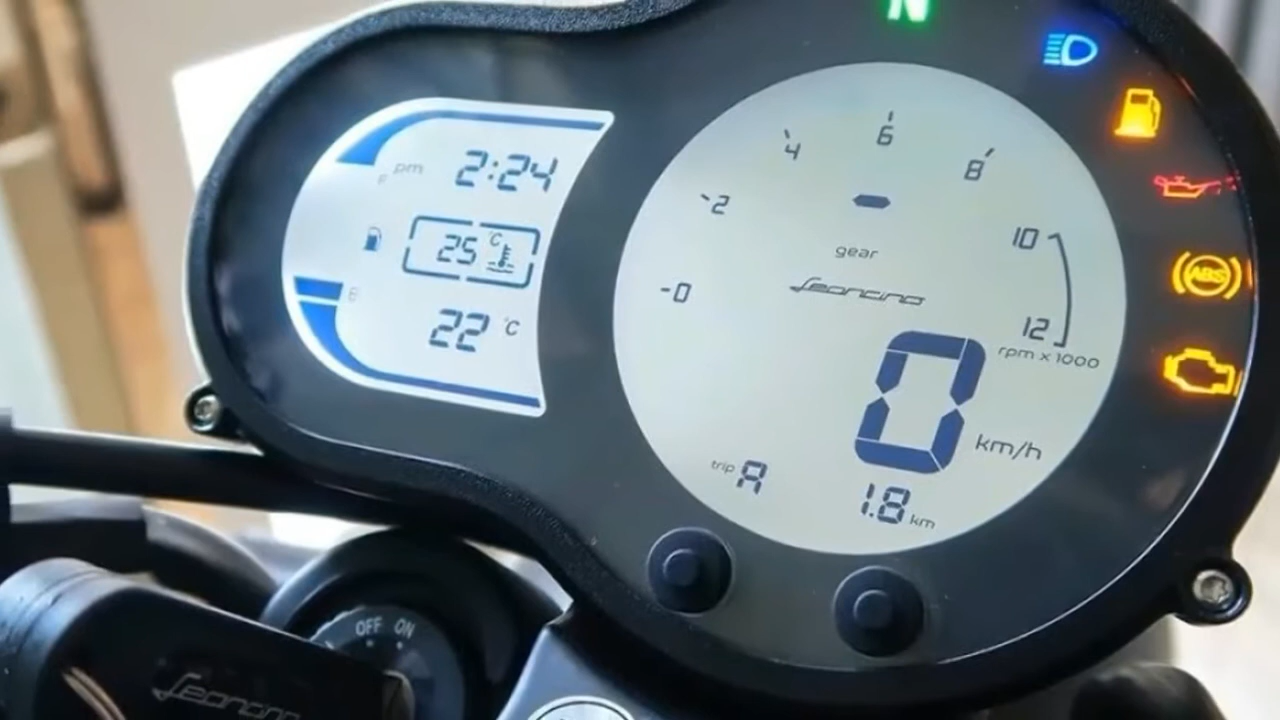 N
F pm 2:24
25 °C
E
22 °C
-0
-2
4
6
8
10
12
rpm x 1000
gear
Leoncino
0 km/h
trip A
1.8 km
ABS
OFF ON
Leoncino